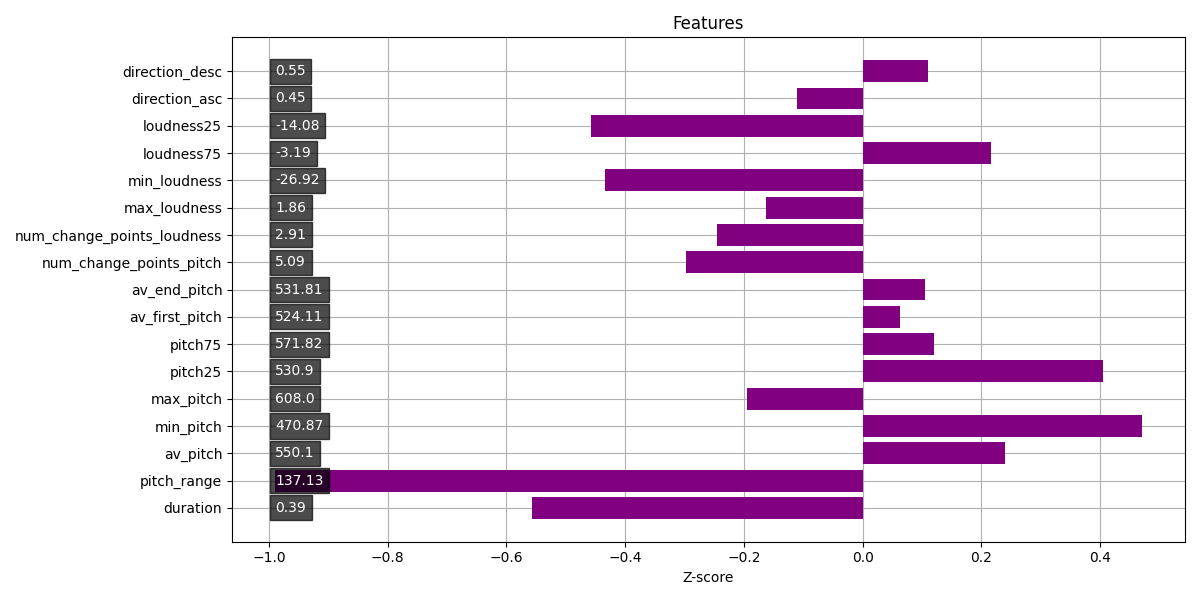 Features
direction_desc 0.55
direction_asc 0.45
loudness25 -14.08
loudness75 -3.19
min_loudness -26.92
max_loudness 1.86
num_change_points_loudness 2.91
num_change_points_pitch 5.09
av_end_pitch 531.81
av_first_pitch 524.11
pitch75 571.82
pitch25 530.9
max_pitch 608.0
min_pitch 470.87
av_pitch 550.1
pitch_range 137.13
duration 0.39
−1.0 −0.8 −0.6 −0.4 −0.2 0.0 0.2 0.4
Z-score